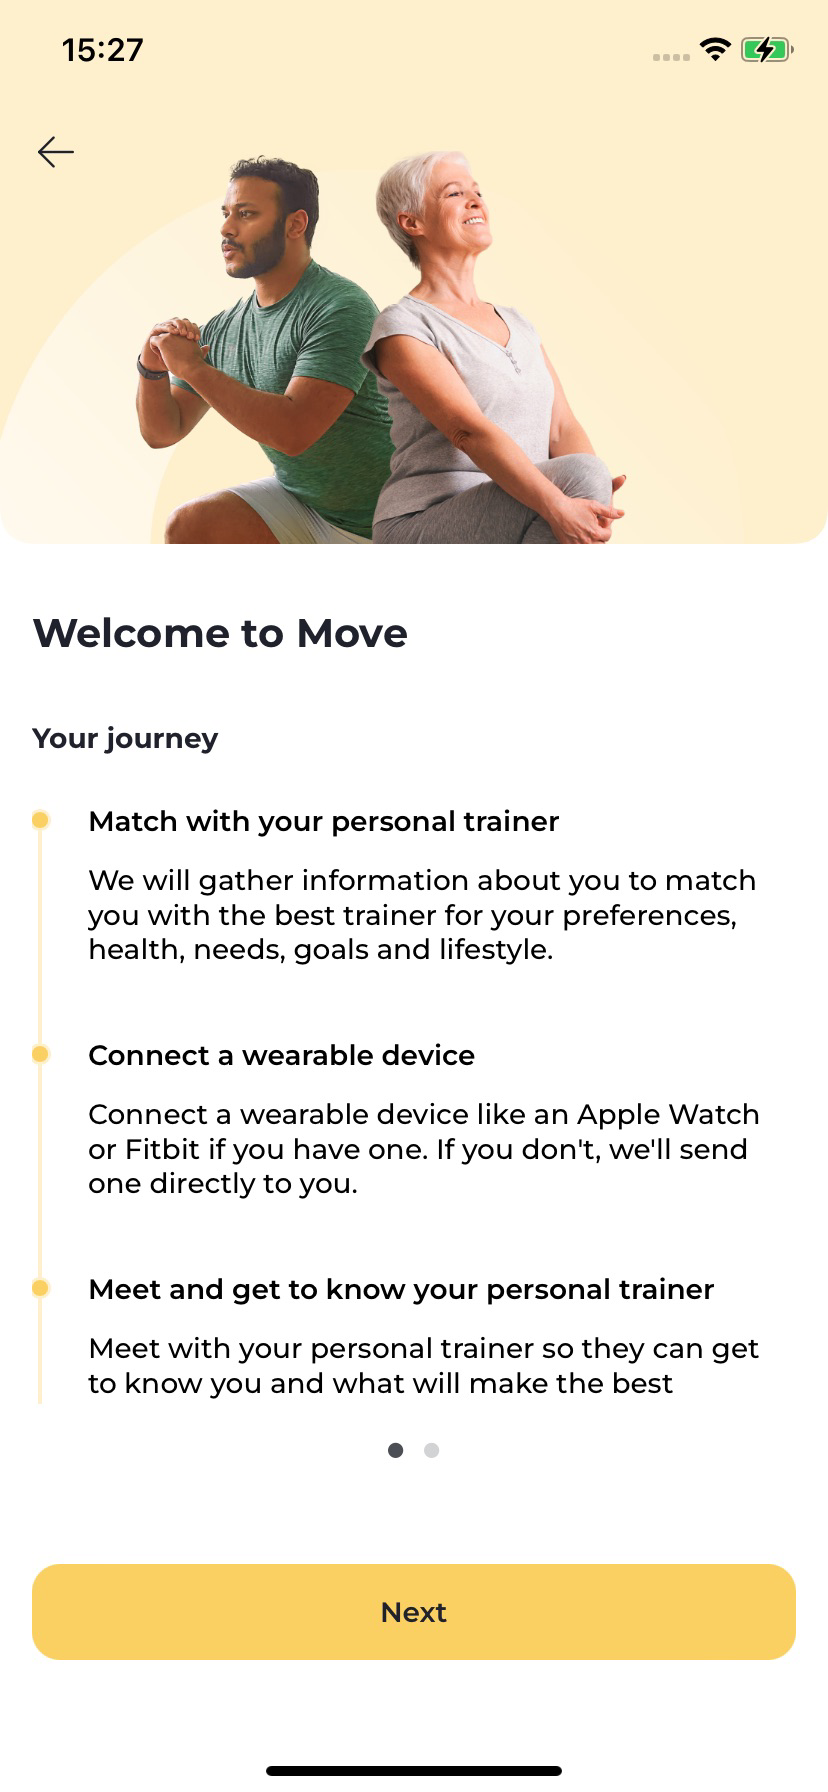 15:27
Welcome to Move
Your journey
Match with your personal trainer
We will gather information about you to match
you with the best trainer for your preferences,
health, needs, goals and lifestyle.
Connect a wearable device
Connect a wearable device like an Apple Watch
or Fitbit if you have one. If you don't, we'll send
one directly to you.
Meet and get to know your personal trainer
Meet with your personal trainer so they can get
to know you and what will make the best
Next